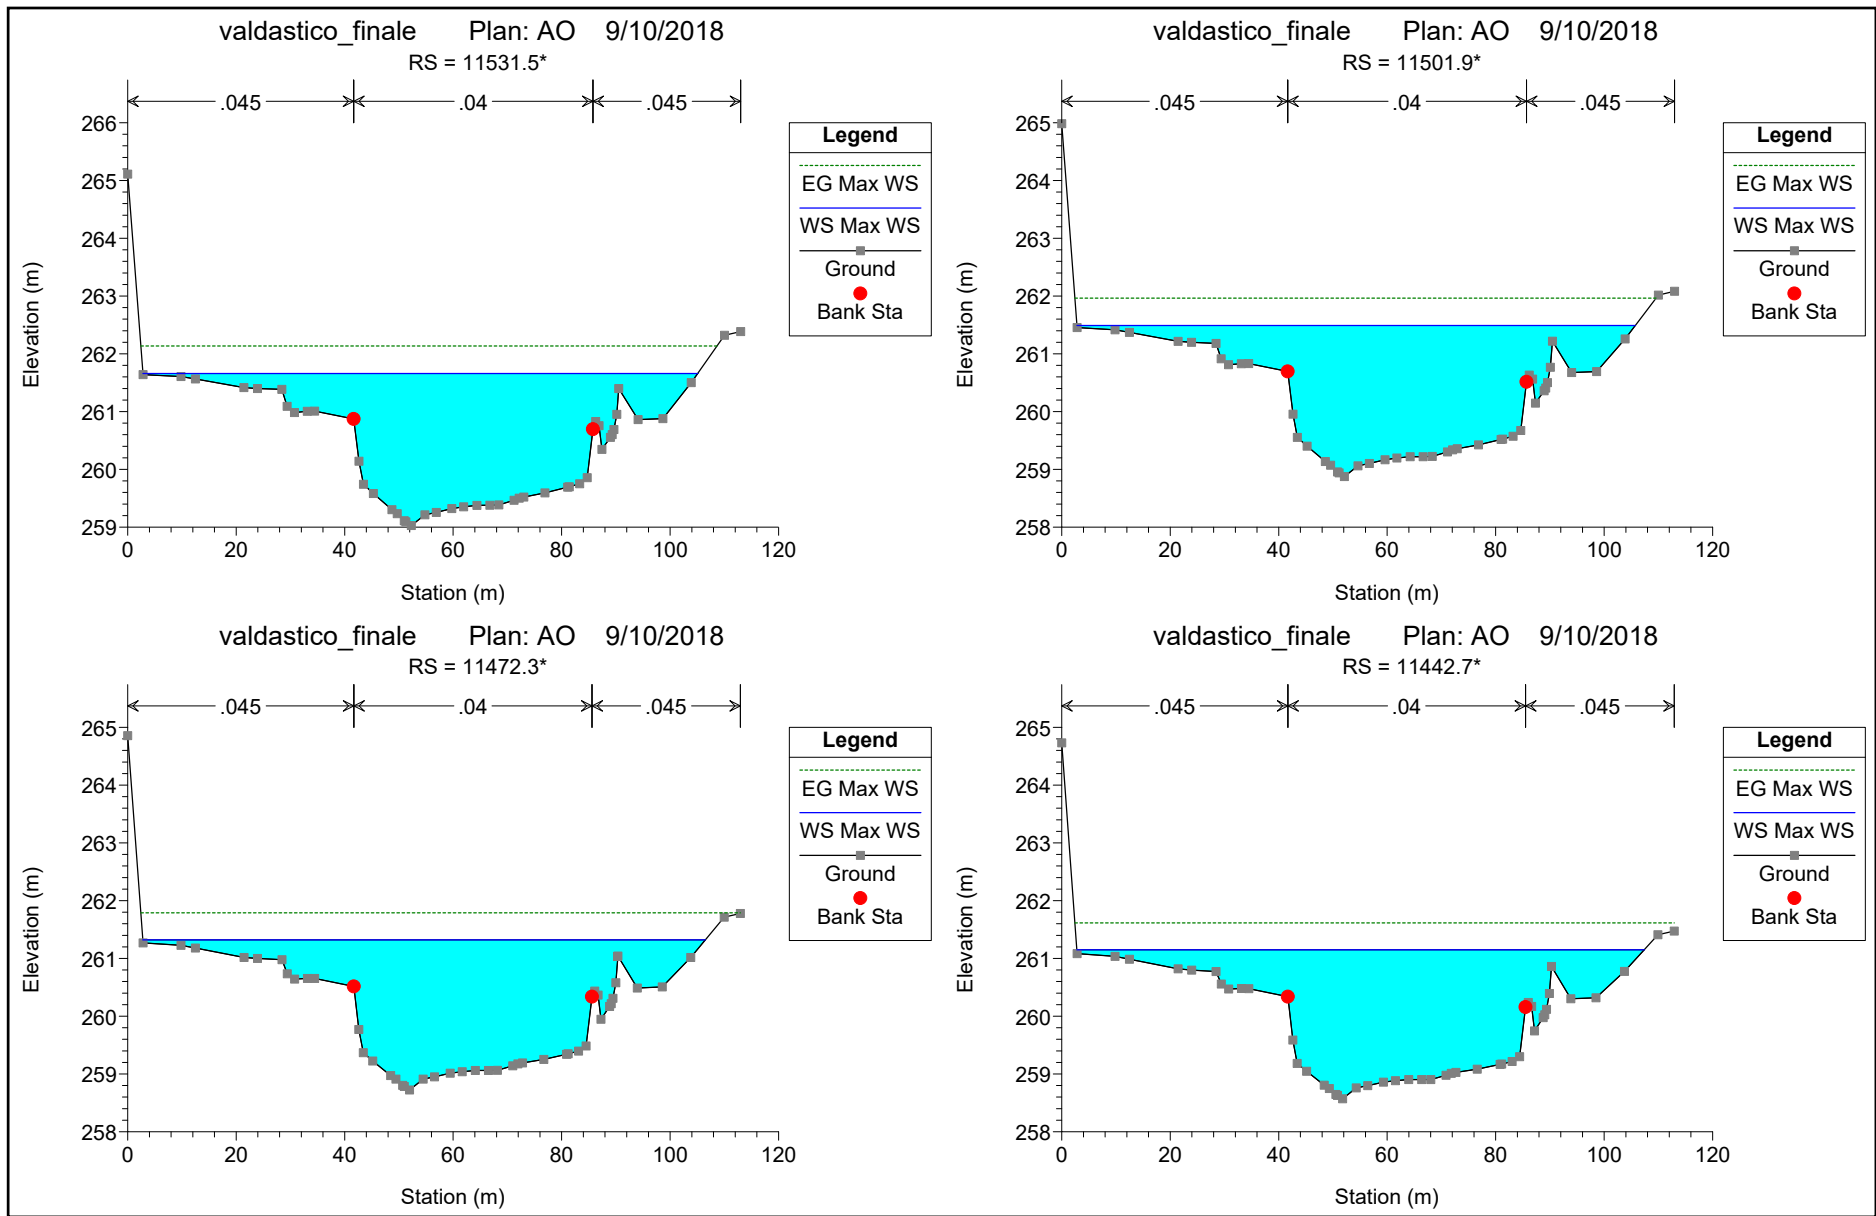 valdastico_finale Plan: AO 9/10/2018
RS = 11531.5*
.045 .04 .045
Elevation (m)
266
265
264
263
262
261
260
259
0 20 40 60 80 100 120
Station (m)
Legend
EG Max WS
WS Max WS
Ground
Bank Sta
valdastico_finale Plan: AO 9/10/2018
RS = 11501.9*
.045 .04 .045
Elevation (m)
265
264
263
262
261
260
259
258
0 20 40 60 80 100 120
Station (m)
Legend
EG Max WS
WS Max WS
Ground
Bank Sta
valdastico_finale Plan: AO 9/10/2018
RS = 11472.3*
.045 .04 .045
Elevation (m)
265
264
263
262
261
260
259
258
0 20 40 60 80 100 120
Station (m)
Legend
EG Max WS
WS Max WS
Ground
Bank Sta
valdastico_finale Plan: AO 9/10/2018
RS = 11442.7*
.045 .04 .045
Elevation (m)
265
264
263
262
261
260
259
258
0 20 40 60 80 100 120
Station (m)
Legend
EG Max WS
WS Max WS
Ground
Bank Sta